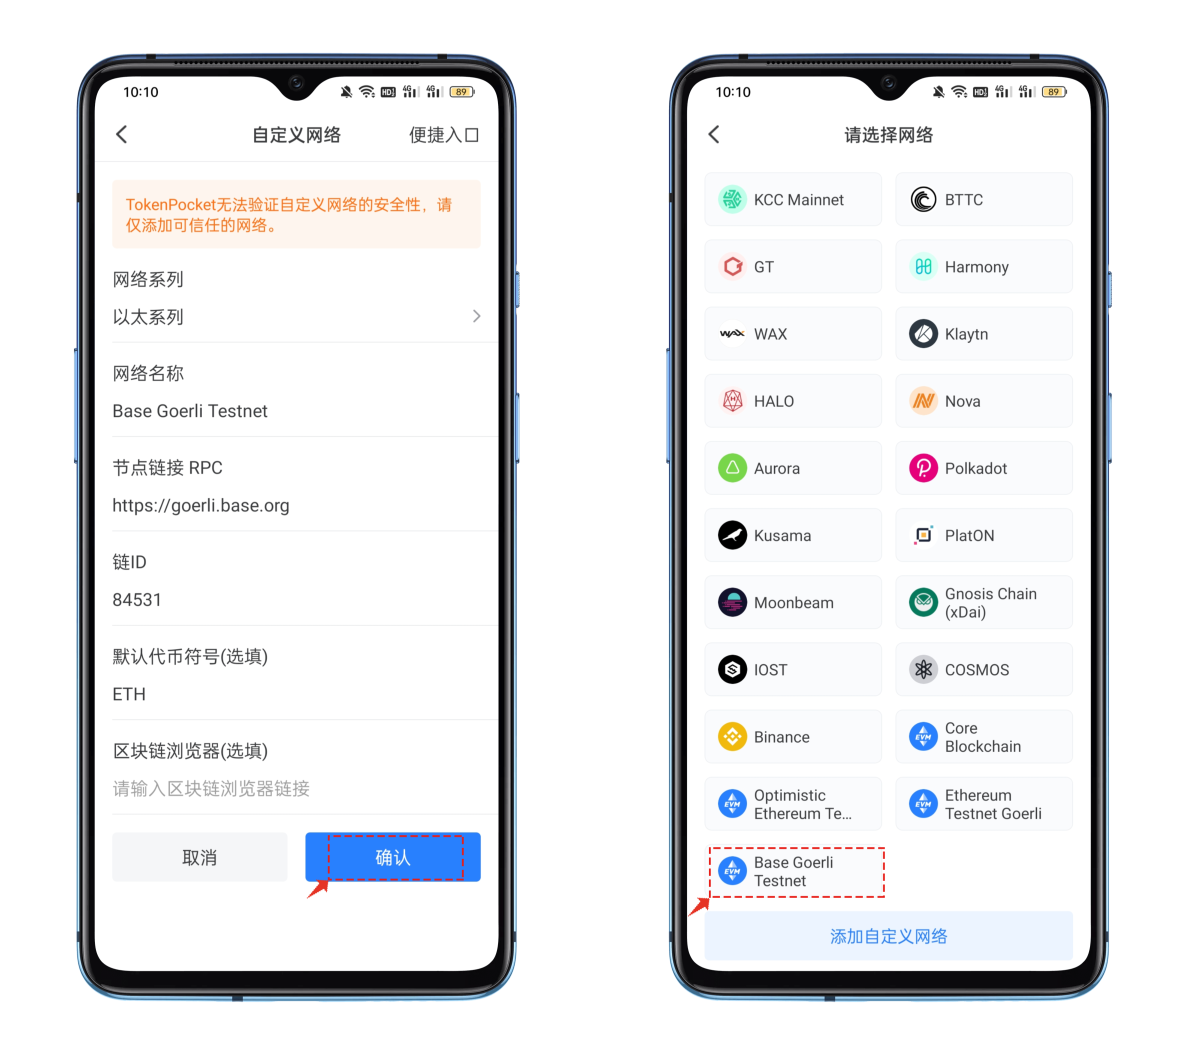 10:10
HD
4G
4G
89
自定义网络
便捷入口
TokenPocket无法验证自定义网络的安全性，请
仅添加可信任的网络。
网络系列
以太系列
网络名称
Base Goerli Testnet
节点链接 RPC
https://goerli.base.org
链ID
84531
默认代币符号(选填)
ETH
区块链浏览器(选填)
请输入区块链浏览器链接
取消
确认
10:10
HD
4G
4G
89
请选择网络
KCC Mainnet
BTTC
GT
Harmony
WAX
WAX
Klaytn
HALO
Nova
Aurora
Polkadot
Kusama
PlatON
Moonbeam
Gnosis Chain
(xDai)
IOST
COSMOS
Binance
EVM
Core
Blockchain
EVM
Optimistic
Ethereum Te...
EVM
Ethereum
Testnet Goerli
EVM
Base Goerli
Testnet
添加自定义网络